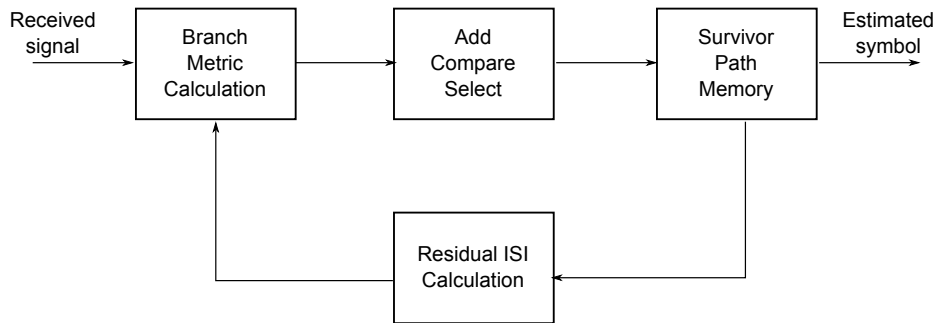 Received
signal
Branch
Metric
Calculation
Add
Compare
Select
Survivor
Path
Memory
Estimated
symbol
Residual ISI
Calculation